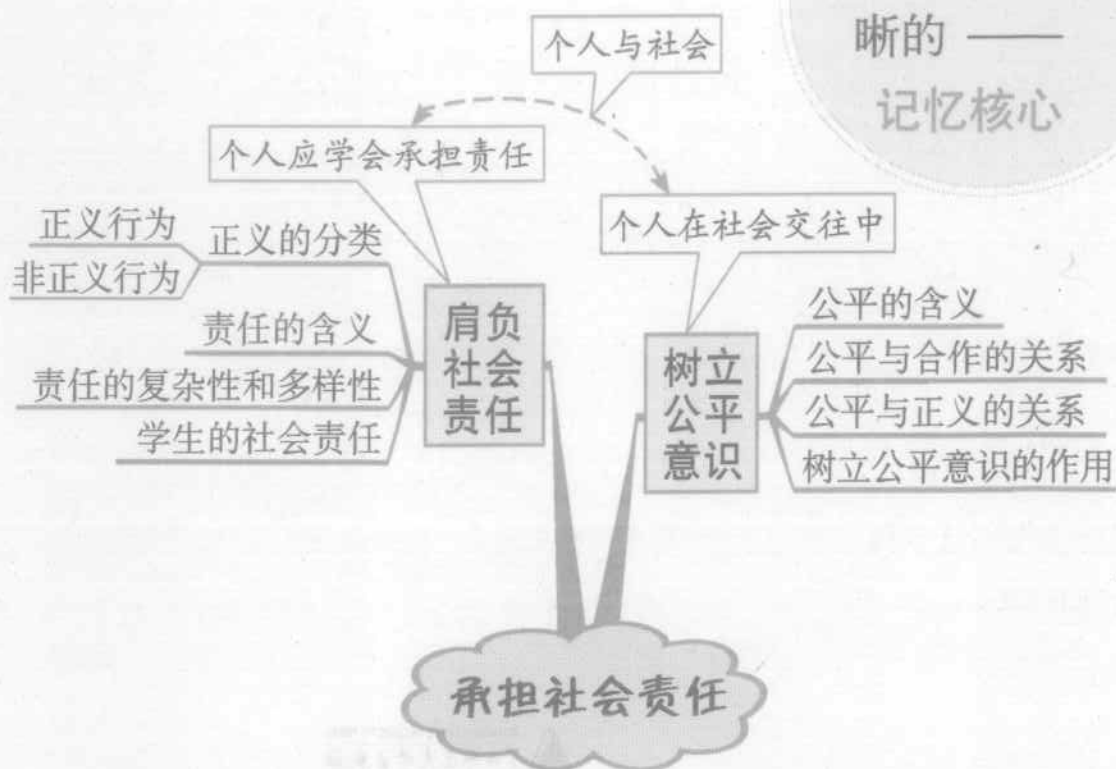 晰的 ——
记忆核心
个人与社会
个人应学会承担责任
个人在社会交往中
正义行为
非正义行为
正义的分类
责任的含义
责任的复杂性和多样性
学生的社会责任
肩负
社会
责任
树立
公平
意识
公平的含义
公平与合作的关系
公平与正义的关系
树立公平意识的作用
承担社会责任